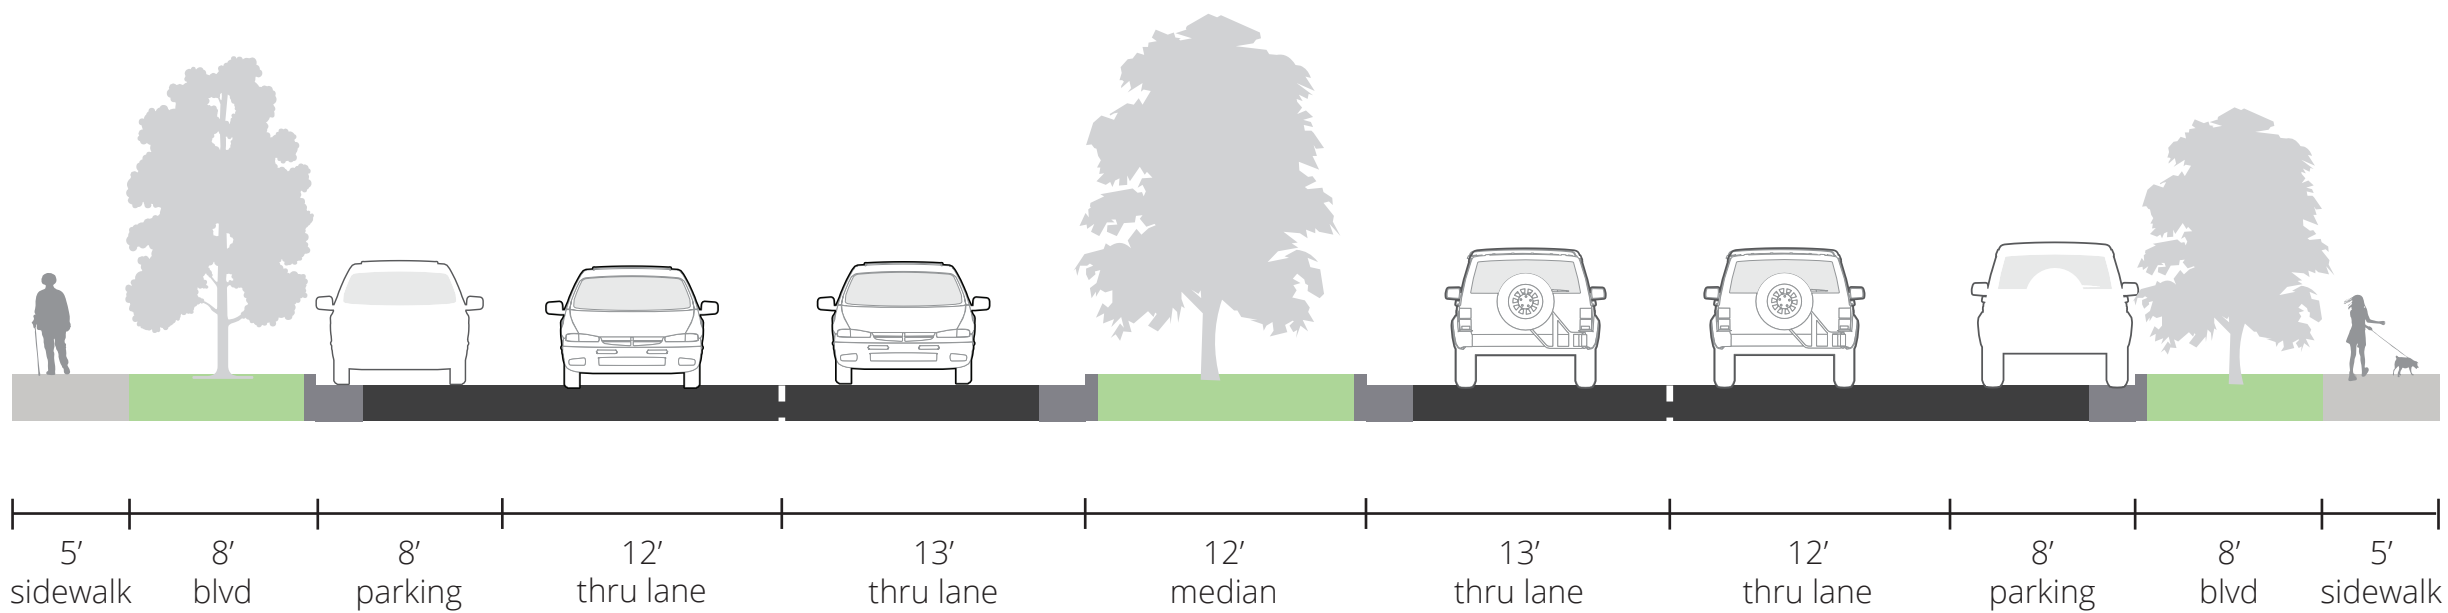 5’ 8’ 8’ 12’ 13’ 12’ 13’ 12’ 8’ 8’ 5’
sidewalk blvd parking thru lane thru lane median thru lane thru lane parking blvd sidewalk